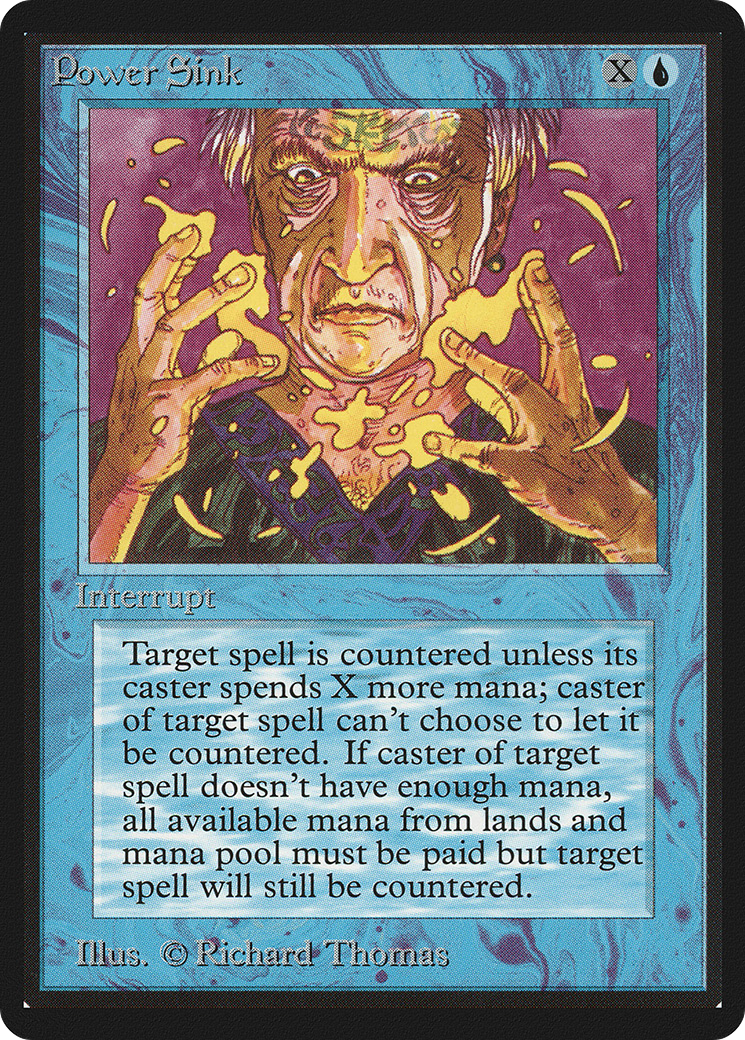 Power Sink X
Interrupt
Target spell is countered unless its
caster spends X more mana; caster
of target spell can't choose to let it
be countered. If caster of target
spell doesn't have enough mana,
all available mana from lands and
mana pool must be paid but target
spell will still be countered.
Illus. © Richard Thomas